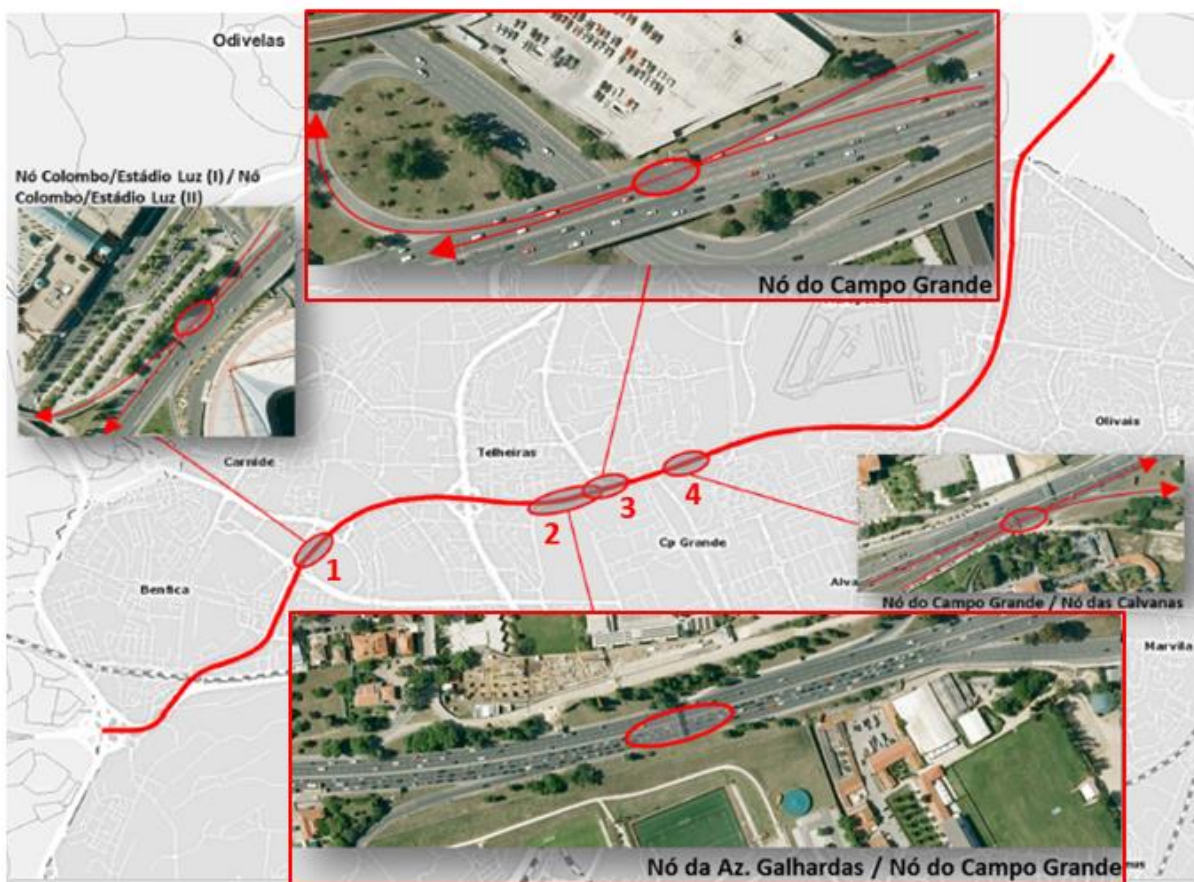 Odivelas
Nó Colombo/Estádio Luz (I) / Nó
Colombo/Estádio Luz (II)
Nó do Campo Grande
Carnide
Telheiras
Olivais
1
2
3
4
Cp Grande
Benfica
Alva
Nó do Campo Grande / Nó das Calvanas
Marvila
Nó da Az. Galhardas / Nó do Campo Grande